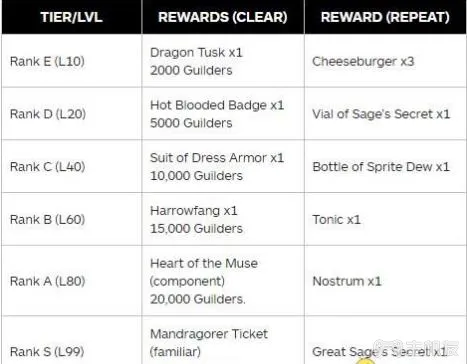 TIER/LVL REWARDS (CLEAR) REWARD (REPEAT)
Rank E (L10) Dragon Tusk x1 Cheeseburger x3
2000 Guilders
Rank D (L20) Hot Blooded Badge x1 Vial of Sage's Secret x1
5000 Guilders
Rank C (L40) Suit of Dress Armor x1 Bottle of Sprite Dew x1
10,000 Guilders
Rank B (L60) Harrowfang x1 Tonic x1
15,000 Guilders
Rank A (L80) Heart of the Muse Nostrum x1
(component)
20,000 Guilders.
Rank S (L99) Mandragorer Ticket Great Sage's Secret x1
(familiar)